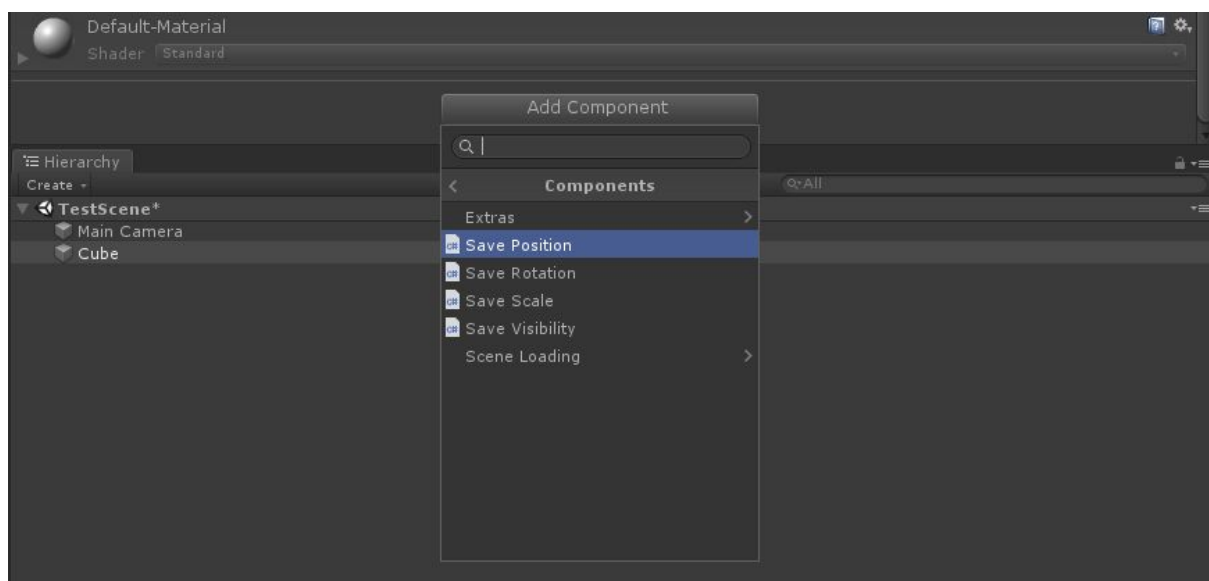 Default-Material
Shader Standard
Add Component
Hierarchy
Create
All
Components
TestScene*
Main Camera
Cube
Extras
Save Position
Save Rotation
Save Scale
Save Visibility
Scene Loading